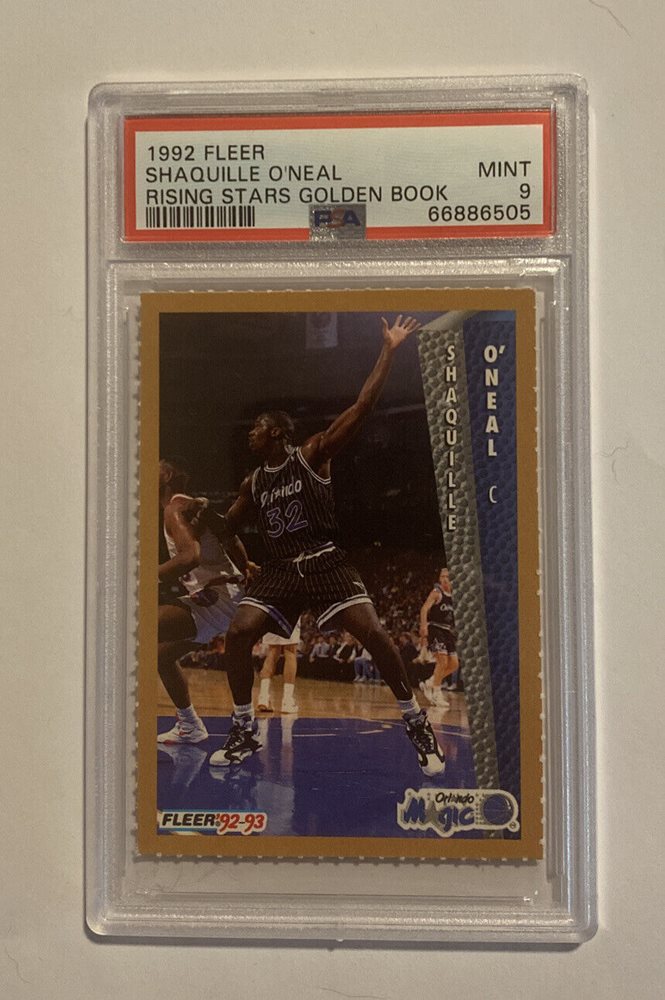 1992 FLEER
SHAQUILLE O'NEAL MINT
RISING STARS GOLDEN BOOK 9
PSA 66886505
SHAQUILLE
O'NEAL C
Orlando
32
FLEER '92-93
Orlando
Magic